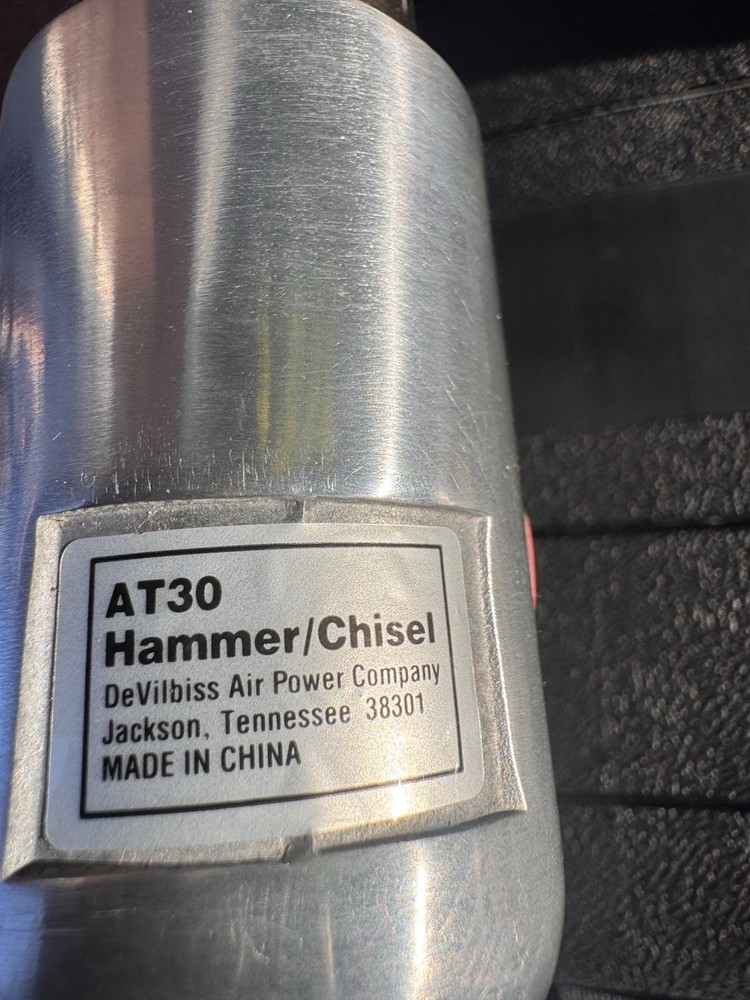 AT30
Hammer/Chisel
DeVilbiss Air Power Company
Jackson, Tennessee 38301
MADE IN CHINA